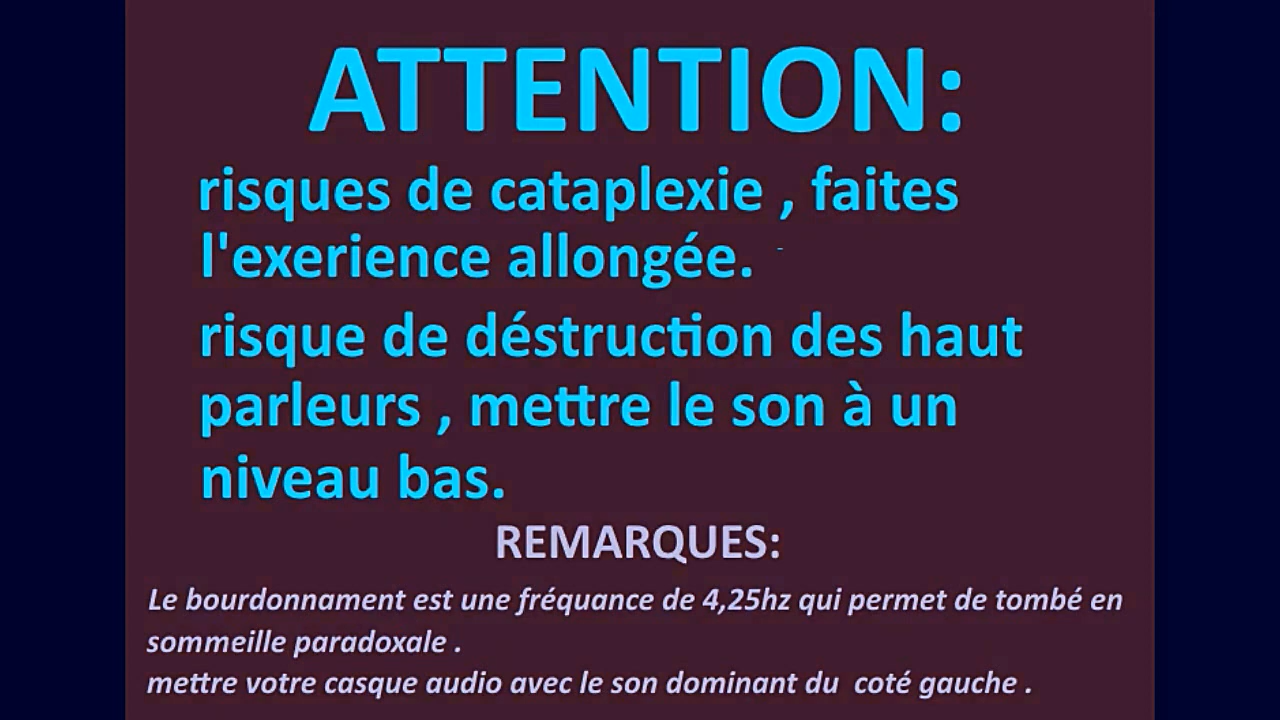 ATTENTION:
risques de cataplexie , faites
l'exerience allongée. -
risque de déstruction des haut
parleurs , mettre le son à un
niveau bas.
REMARQUES:
Le bourdonnament est une fréquance de 4,25hz qui permet de tombé en
sommeille paradoxale .
mettre votre casque audio avec le son dominant du  coté gauche .